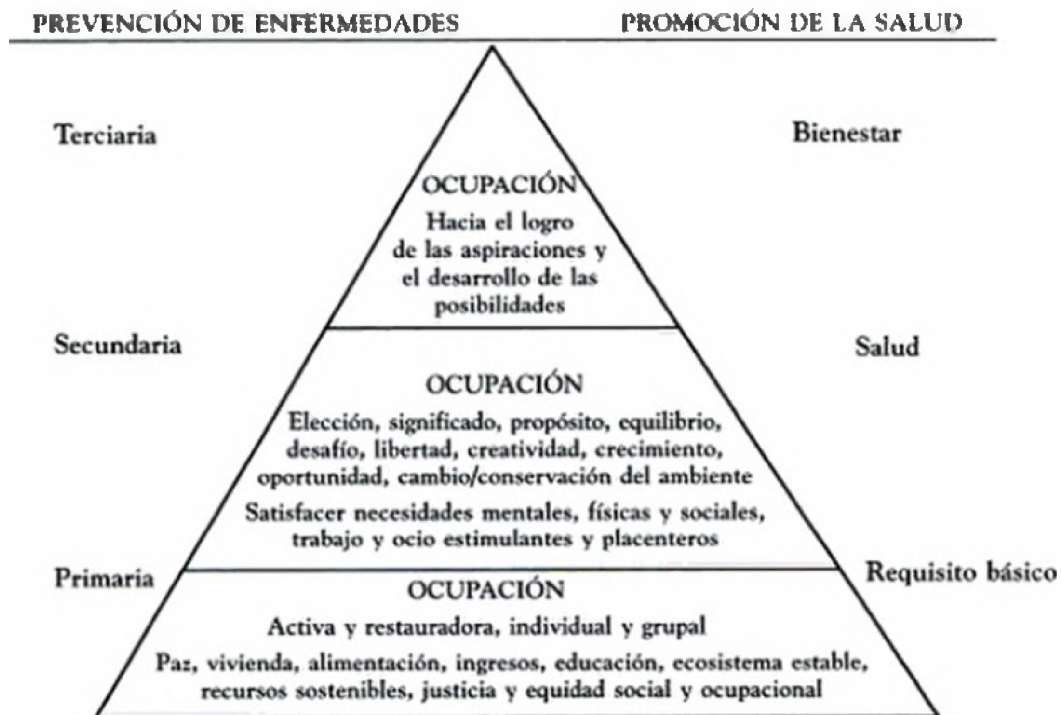 PREVENCIÓN DE ENFERMEDADES
PROMOCIÓN DE LA SALUD
Terciaria
Bienestar
OCUPACIÓN
Hacia el logro
de las aspiraciones y
el desarrollo de las
posibilidades
Secundaria
Salud
OCUPACIÓN
Elección, significado, propósito, equilibrio,
desafío, libertad, creatividad, crecimiento,
oportunidad, cambio/conservación del ambiente
Satisfacer necesidades mentales, físicas y sociales,
trabajo y ocio estimulantes y placenteros
Primaria
Requisito básico
OCUPACIÓN
Activa y restauradora, individual y grupal
Paz, vivienda, alimentación, ingresos, educación, ecosistema estable,
recursos sostenibles, justicia y equidad social y ocupacional